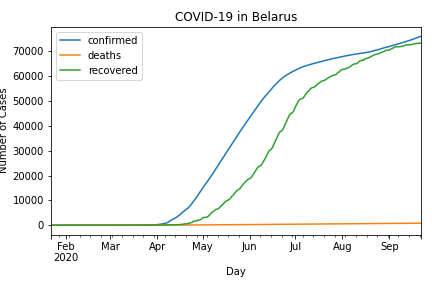 COVID-19 in Belarus
confirmed
deaths
recovered
Number of Cases
70000
60000
50000
40000
30000
20000
10000
0
Feb Mar Apr May Jun Jul Aug Sep
2020
Day